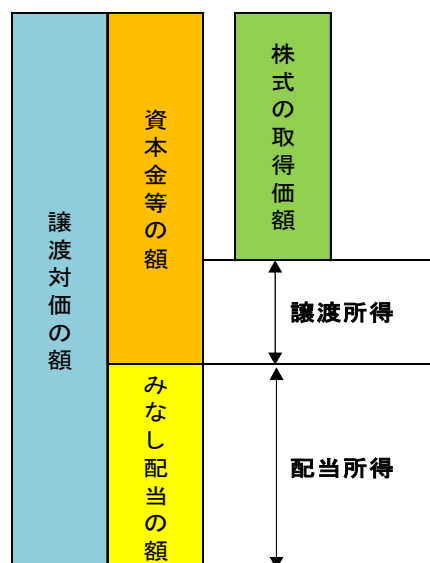 譲渡対価の額
資本金等の額
みなし配当の額
株式の取得価額
譲渡所得
配当所得